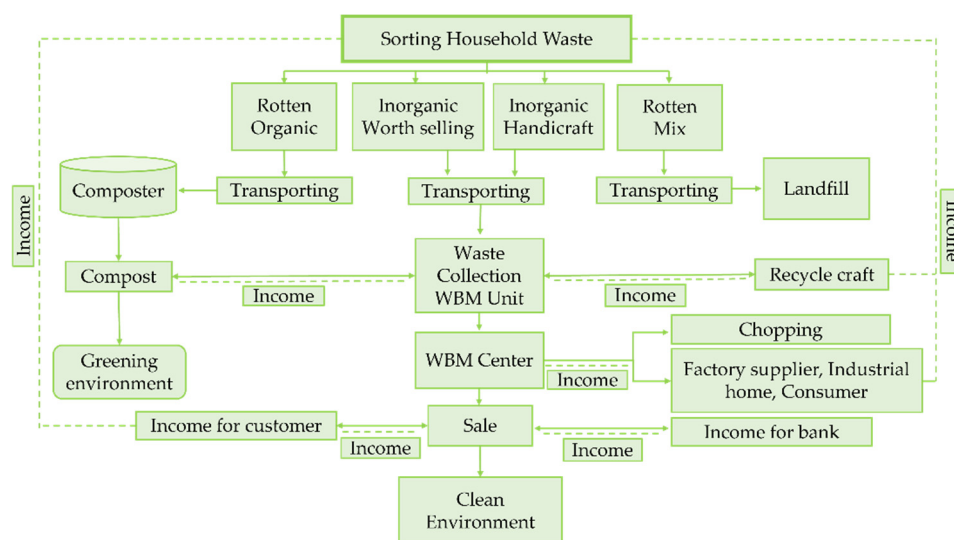 Sorting Household Waste
Rotten
Organic
Inorganic
Worth selling
Inorganic
Handicraft
Rotten
Mix
Composter
Transporting
Transporting
Transporting
Landfill
Income
Income
Compost
Income
Waste
Collection
WBM Unit
Income
Recycle craft
Greening
environment
WBM Center
Income
Chopping
Factory supplier, Industrial
home, Consumer
Income for customer
Income
Sale
Income
Income for bank
Clean
Environment